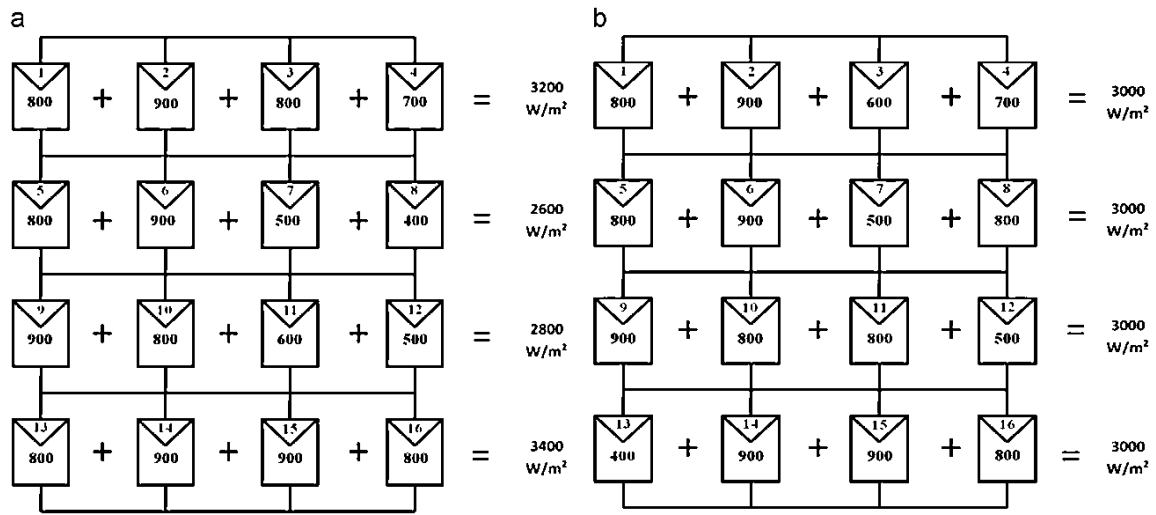 a
1 2 3 4
800 + 900 + 800 + 700 = 3200 W/m²
5 6 7 8
800 + 900 + 500 + 400 = 2600 W/m²
9 10 11 12
900 + 800 + 600 + 500 = 2800 W/m²
13 14 15 16
800 + 900 + 900 + 800 = 3400 W/m²
b
1 2 3 4
800 + 900 + 600 + 700 = 3000 W/m²
5 6 7 8
800 + 900 + 500 + 800 = 3000 W/m²
9 10 11 12
900 + 800 + 800 + 500 = 3000 W/m²
13 14 15 16
400 + 900 + 900 + 800 = 3000 W/m²